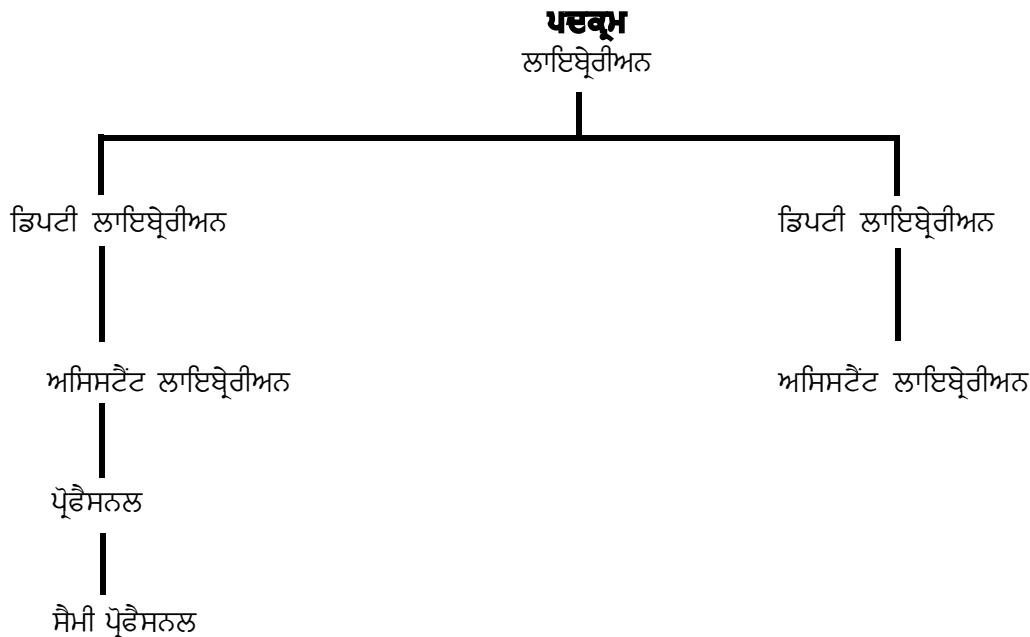 ਪਦਕ੍ਰਮ
ਲਾਇਬ੍ਰੇਰੀਅਨ
ਡਿਪਟੀ ਲਾਇਬ੍ਰੇਰੀਅਨ ਡਿਪਟੀ ਲਾਇਬ੍ਰੇਰੀਅਨ
ਅਸਿਸਟੈਂਟ ਲਾਇਬ੍ਰੇਰੀਅਨ ਅਸਿਸਟੈਂਟ ਲਾਇਬ੍ਰੇਰੀਅਨ
ਪ੍ਰੋਫੈਸਨਲ
ਸੈਮੀ ਪ੍ਰੋਫੈਸਨਲ